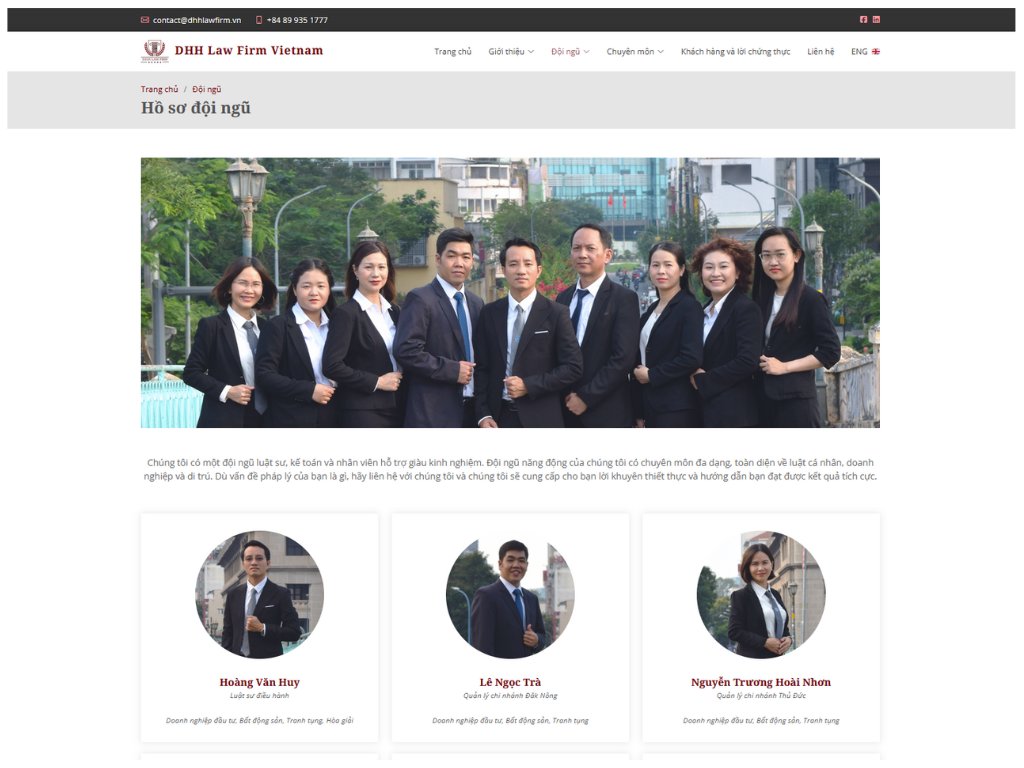 contact@dhhlawfirm.vn +84 89 935 1777
DHH Law Firm Vietnam
Trang chủ Giới thiệu Đội ngũ Chuyên môn Khách hàng và lời chứng thực Liên hệ ENG
Trang chủ / Đội ngũ
Hồ sơ đội ngũ
Chúng tôi có một đội ngũ luật sư, kế toán và nhân viên hỗ trợ giàu kinh nghiệm. Đội ngũ năng động của chúng tôi có chuyên môn đa dạng, toàn diện về luật cá nhân, doanh
nghiệp và di trú. Dù vấn đề pháp lý của bạn là gì, hãy liên hệ với chúng tôi và chúng tôi sẽ cung cấp cho bạn lời khuyên thiết thực và hướng dẫn bạn đạt được kết quả tích cực.
Hoàng Văn Huy
Luật sư điều hành
Doanh nghiệp đầu tư, Bất động sản, Tranh tụng, Hòa giải
Lê Ngọc Trà
Quản lý chi nhánh Đăk Nông
Doanh nghiệp đầu tư, Bất động sản, Tranh tụng
Nguyễn Trương Hoài Nhơn
Quản lý chi nhánh Thủ Đức
Doanh nghiệp đầu tư, Bất động sản, Tranh tụng